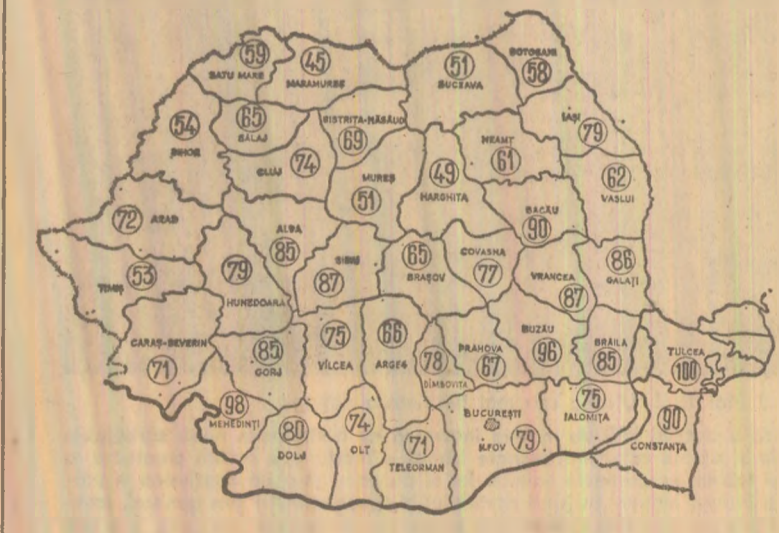 59
SATU MARE
45
MARAMUREȘ
51
SUCEAVA
BOTOȘANI
58
54
BIHOR
65
SĂLAJ
BISTRIȚA-NĂSĂUD
69
IAȘI
79
NEAMȚ
61
CLUJ
74
MUREȘ
51
49
HARGHITA
62
VASLUI
BACĂU
90
72
ARAD
ALBA
85
SIBIU
87
65
BRAȘOV
COVASNA
77
VRANCEA
87
86
GALAȚI
53
TIMIȘ
79
HUNEDOARA
CARAȘ-SEVERIN
71
85
GORJ
75
VÎLCEA
66
ARGEȘ
78
DÎMBOVIȚA
PRAHOVA
67
BUZĂU
96
BRĂILA
85
TULCEA
100
98
MEHEDINȚI
80
DOLJ
74
OLT
71
TELEORMAN
BUCUREȘTI
ILFOV
79
75
IALOMIȚA
90
CONSTANȚA